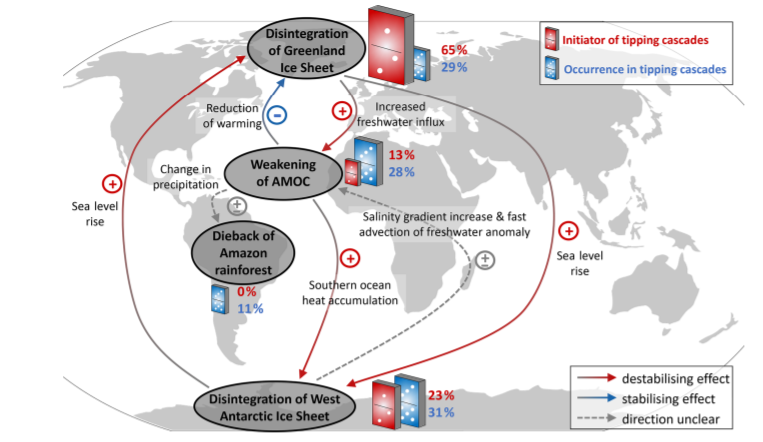 Disintegration
of Greenland
Ice Sheet
65%
29%
Initiator of tipping cascades
Occurrence in tipping cascades
Reduction
of warming
−
+
Increased
freshwater influx
Weakening
of AMOC
13%
28%
Change in
precipitation
±
+
Sea level
rise
Salinity gradient increase & fast
advection of freshwater anomaly
±
+
Sea level
rise
Dieback of
Amazon
rainforest
0%
11%
+
Southern ocean
heat accumulation
Disintegration of West
Antarctic Ice Sheet
23%
31%
destabilising effect
stabilising effect
direction unclear